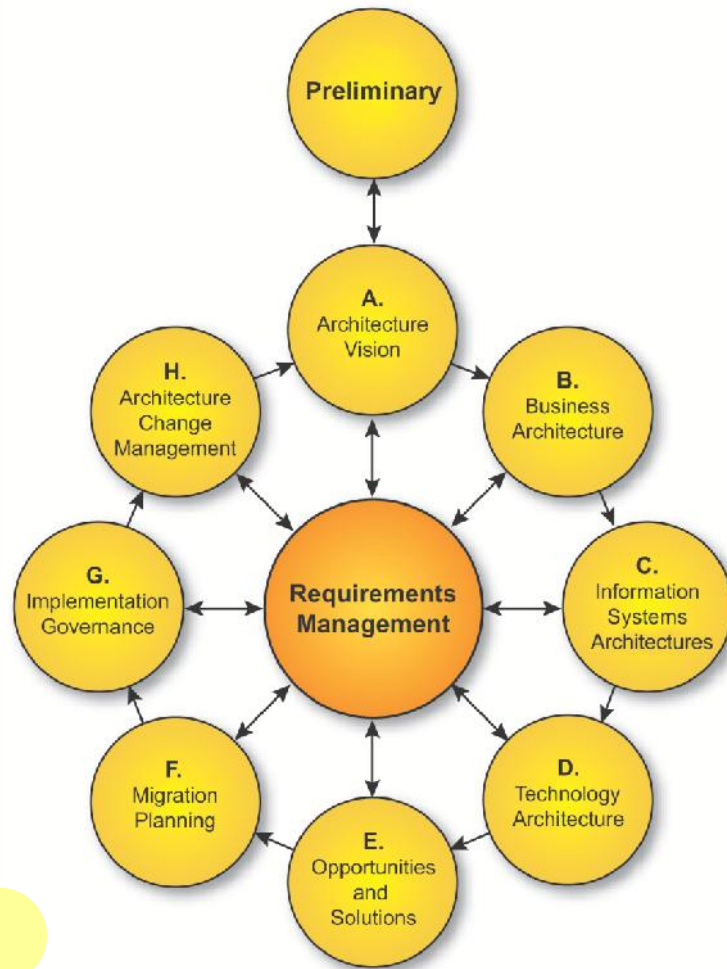 Preliminary
A.
Architecture
Vision
B.
Business
Architecture
C.
Information
Systems
Architectures
D.
Technology
Architecture
E.
Opportunities
and
Solutions
F.
Migration
Planning
G.
Implementation
Governance
H.
Architecture
Change
Management
Requirements
Management